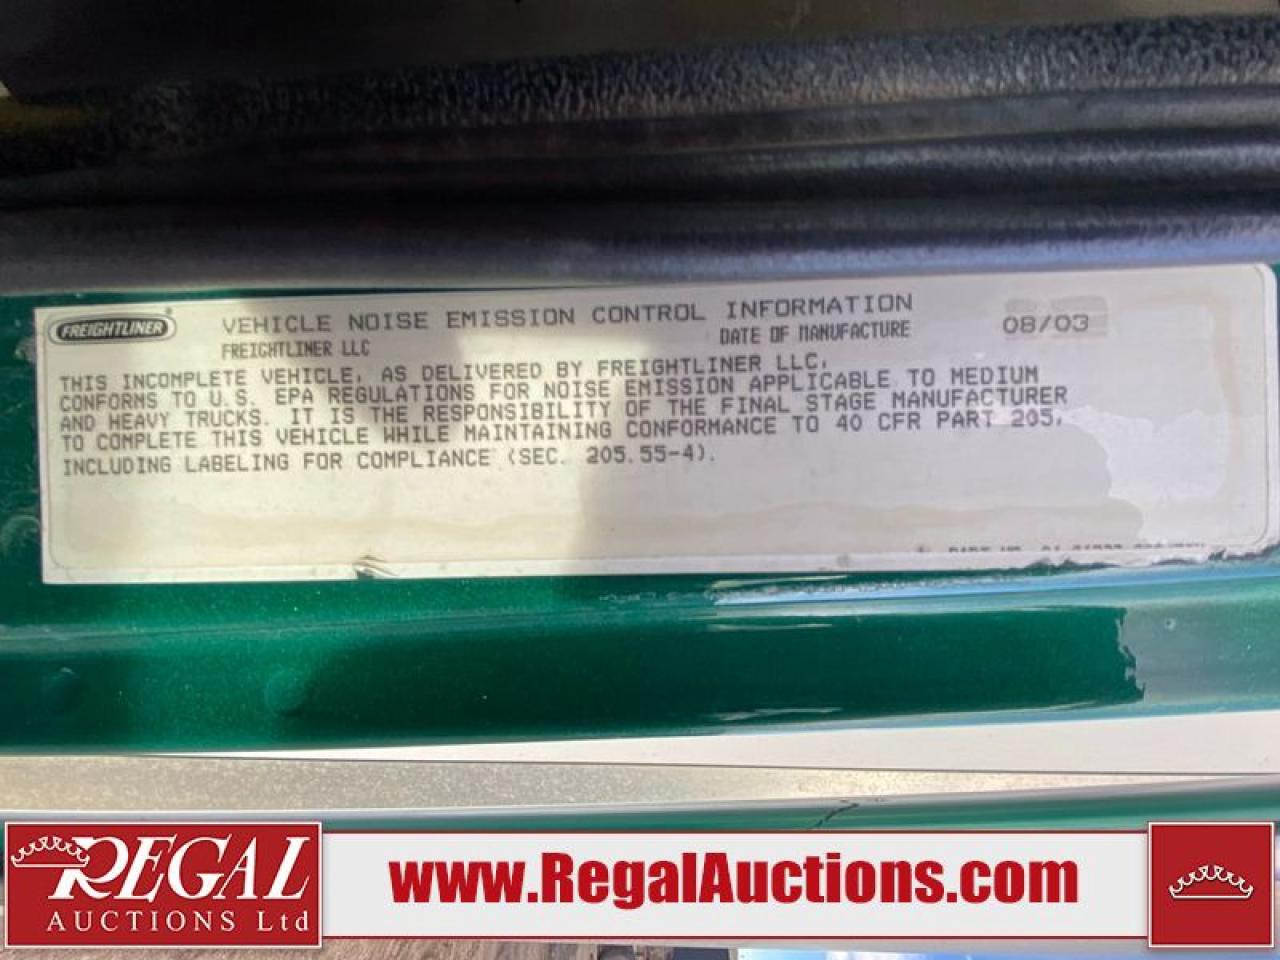 FREIGHTLINER
VEHICLE NOISE EMISSION CONTROL INFORMATION
FREIGHTLINER LLC
DATE OF MANUFACTURE 08/03
THIS INCOMPLETE VEHICLE, AS DELIVERED BY FREIGHTLINER LLC,
CONFORMS TO U.S. EPA REGULATIONS FOR NOISE EMISSION APPLICABLE TO MEDIUM
AND HEAVY TRUCKS. IT IS THE RESPONSIBILITY OF THE FINAL STAGE MANUFACTURER
TO COMPLETE THIS VEHICLE WHILE MAINTAINING CONFORMANCE TO 40 CFR PART 205,
INCLUDING LABELING FOR COMPLIANCE (SEC. 205.55-4).
REGAL
AUCTIONS Ltd
www.RegalAuctions.com